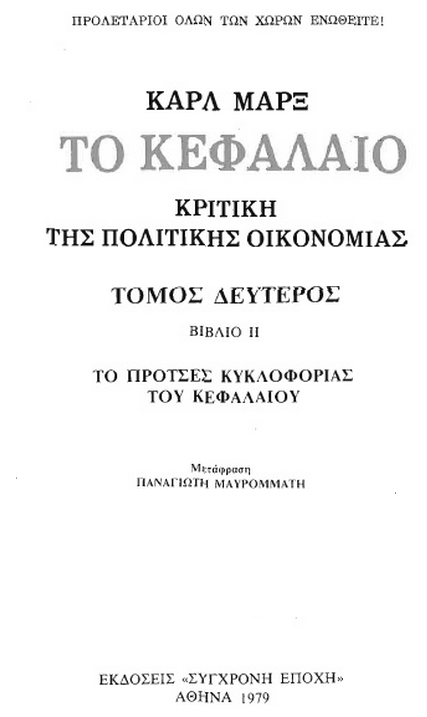 ΠΡΟΛΕΤΑΡΙΟΙ ΟΛΩΝ ΤΩΝ ΧΩΡΩΝ ΕΝΩΘΕΙΤΕ!
ΚΑΡΛ ΜΑΡΞ
ΤΟ ΚΕΦΑΛΑΙΟ
ΚΡΙΤΙΚΗ
ΤΗΣ ΠΟΛΙΤΙΚΗΣ ΟΙΚΟΝΟΜΙΑΣ
ΤΟΜΟΣ ΔΕΥΤΕΡΟΣ
ΒΙΒΛΙΟ ΙΙ
ΤΟ ΠΡΟΤΣΕΣ ΚΥΚΛΟΦΟΡΙΑΣ
ΤΟΥ ΚΕΦΑΛΑΙΟΥ
Μετάφραση
ΠΑΝΑΓΙΩΤΗ ΜΑΥΡΟΜΜΑΤΗ
ΕΚΔΟΣΕΙΣ «ΣΥΓΧΡΟΝΗ ΕΠΟΧΗ»
ΑΘΗΝΑ 1979